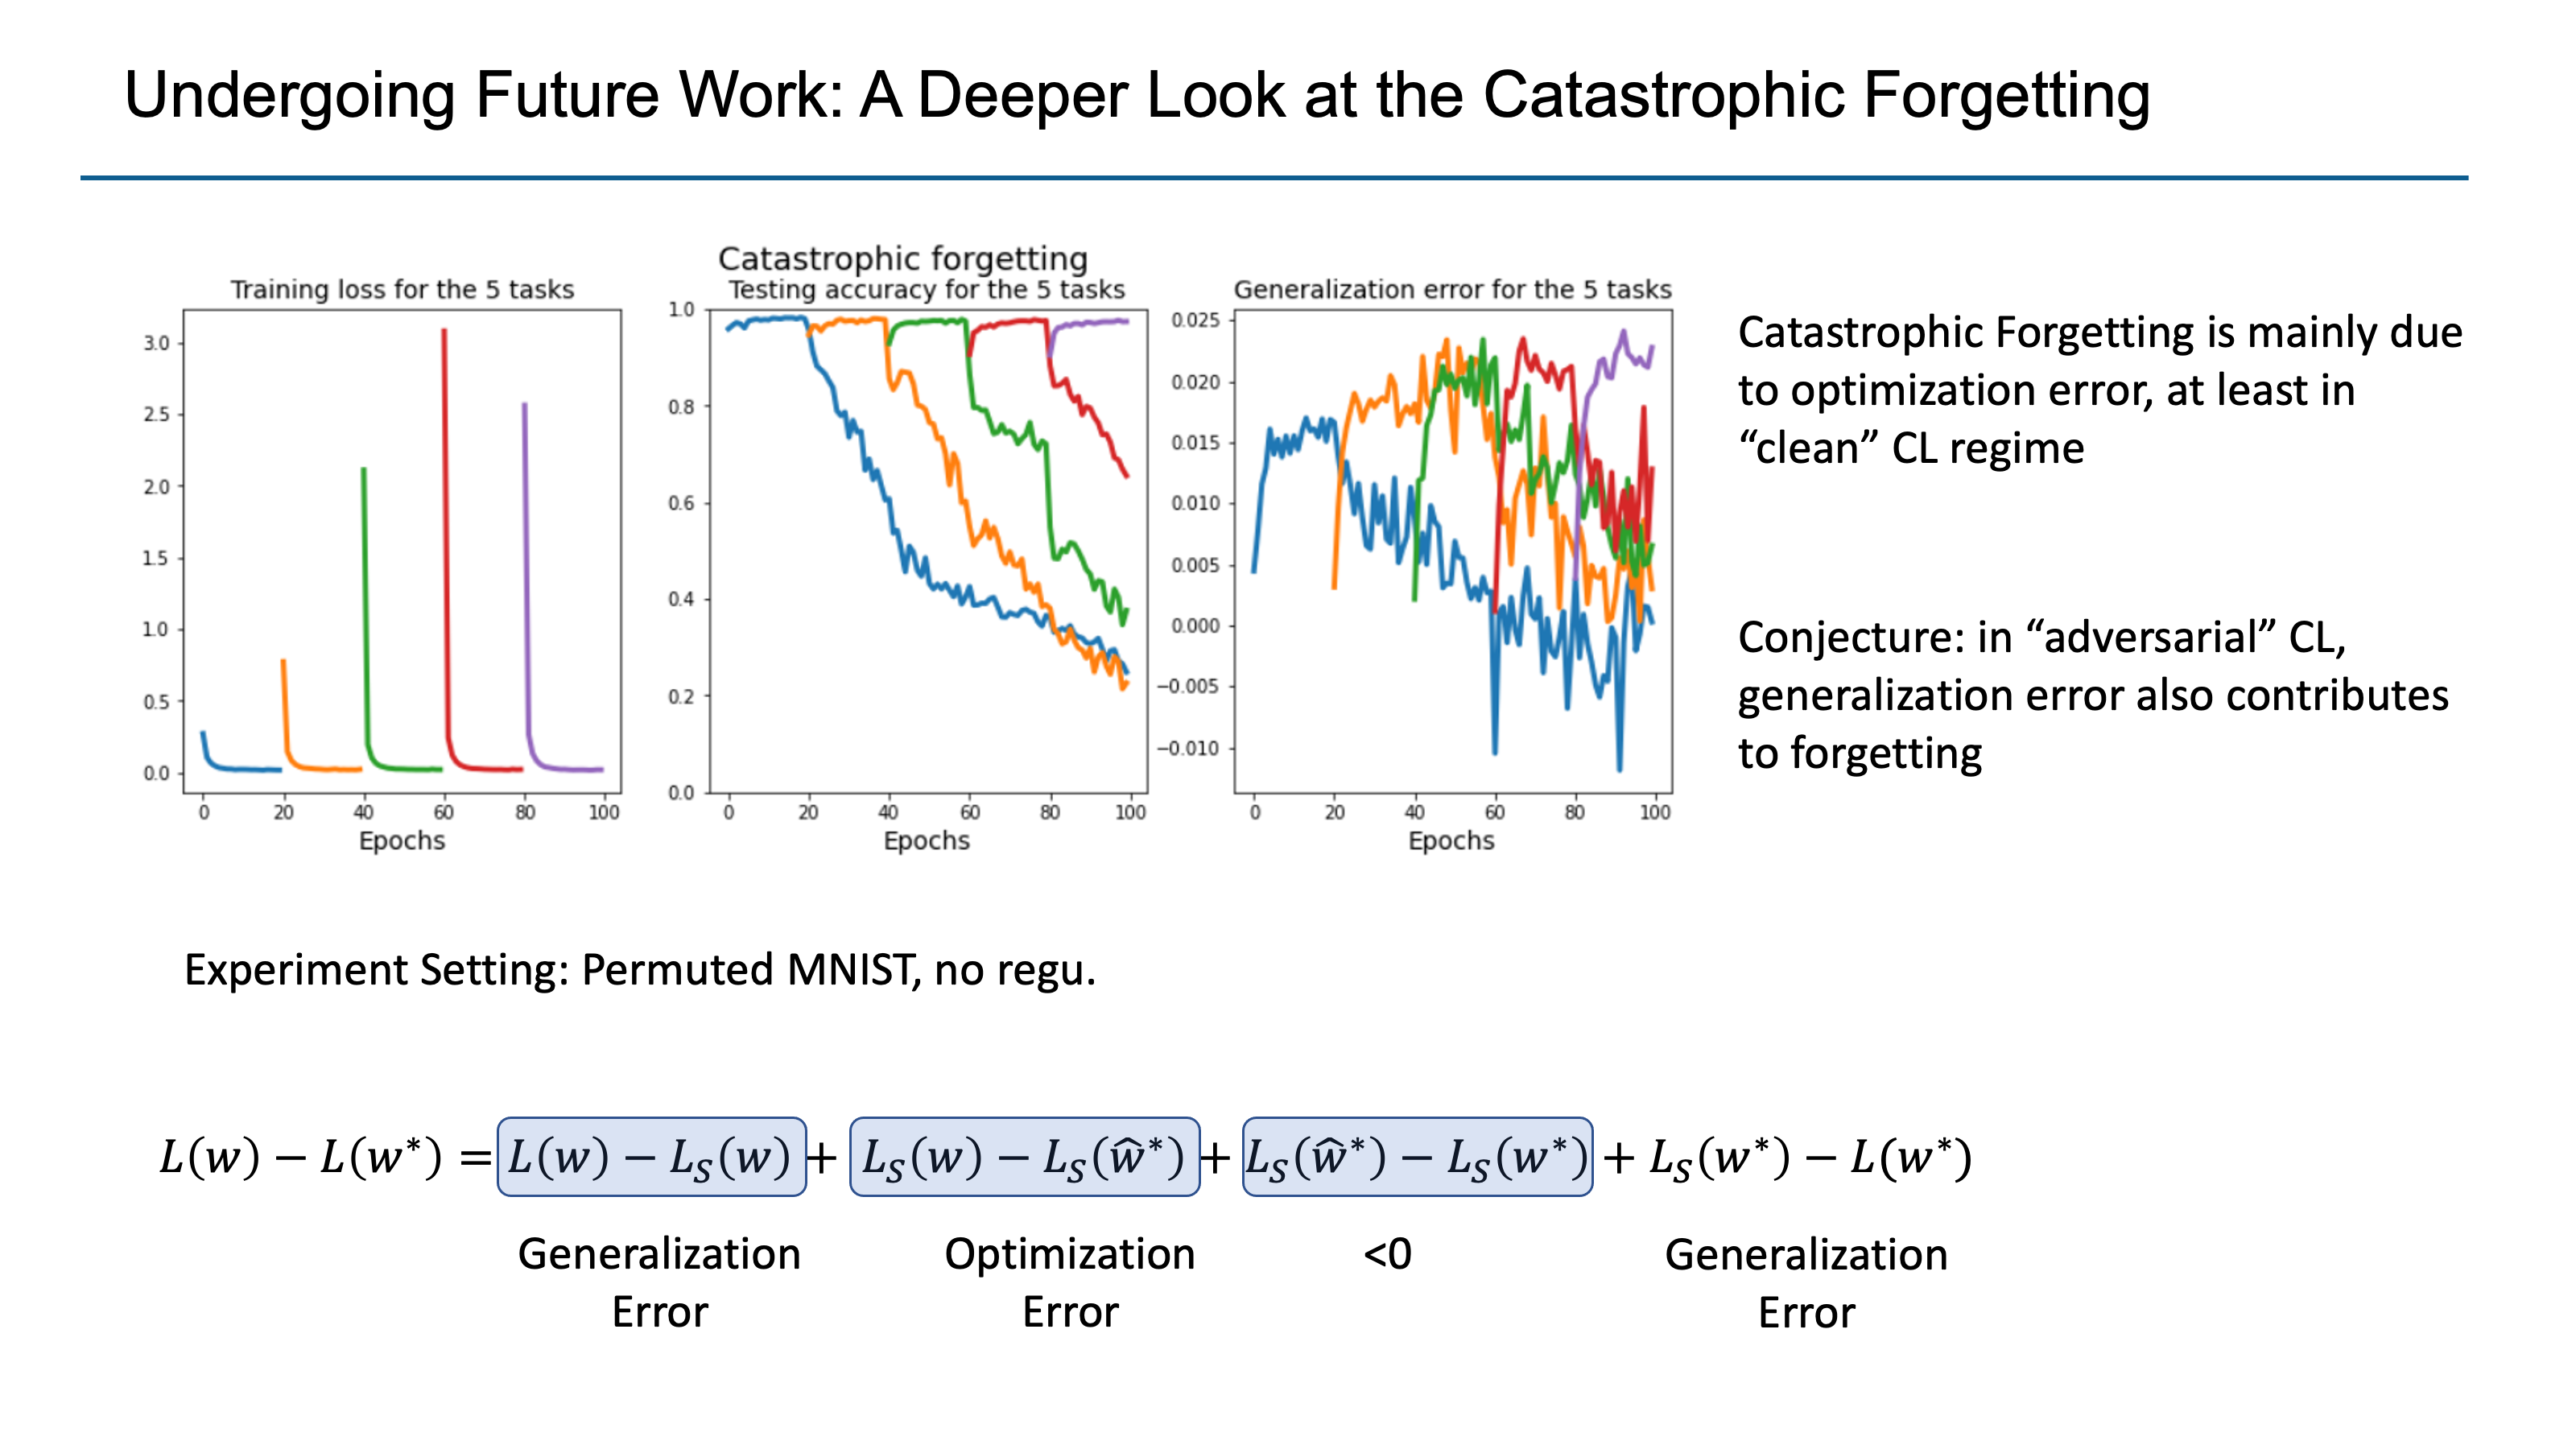 Undergoing Future Work: A Deeper Look at the Catastrophic Forgetting
Catastrophic forgetting
Training loss for the 5 tasks
3.0
2.5
2.0
1.5
1.0
0.5
0.0
0 20 40 60 80 100
Epochs
Testing accuracy for the 5 tasks
1.0
0.8
0.6
0.4
0.2
0.0
0 20 40 60 80 100
Epochs
Generalization error for the 5 tasks
0.025
0.020
0.015
0.010
0.005
0.000
−0.005
−0.010
0 20 40 60 80 100
Epochs
Catastrophic Forgetting is mainly due
to optimization error, at least in
“clean” CL regime
Conjecture: in “adversarial” CL,
generalization error also contributes
to forgetting
Experiment Setting: Permuted MNIST, no regu.
L(w) − L(w*) = L(w) − L_S(w) + L_S(w) − L_S(ŵ*) + L_S(ŵ*) − L_S(w*) + L_S(w*) − L(w*)
Generalization
Error
Optimization
Error
<0
Generalization
Error